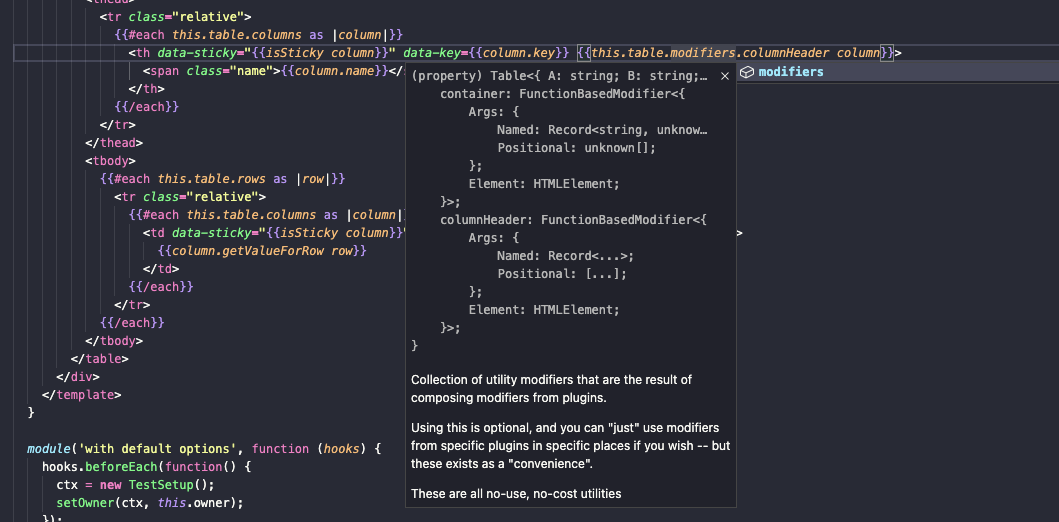 <thead>
<tr class="relative">
{{#each this.table.columns as |column|}}
<th data-sticky="{{isSticky column}}" data-key={{column.key}} {{this.table.modifiers.columnHeader column}}>
<span class="name">{{column.name}}</
</th>
{{/each}}
</tr>
</thead>
<tbody>
{{#each this.table.rows as |row|}}
<tr class="relative">
{{#each this.table.columns as |column|
<td data-sticky="{{isSticky column}}" >
{{column.getValueForRow row}}
</td>
{{/each}}
</tr>
{{/each}}
</tbody>
</table>
</div>
</template>
}
module('with default options', function (hooks) {
hooks.beforeEach(function() {
ctx = new TestSetup();
setOwner(ctx, this.owner);
});
(property) Table<{ A: string; B: string;…
container: FunctionBasedModifier<{
Args: {
Named: Record<string, unknow…
Positional: unknown[];
};
Element: HTMLElement;
}>;
columnHeader: FunctionBasedModifier<{
Args: {
Named: Record<...>;
Positional: [...];
};
Element: HTMLElement;
}>;
}
Collection of utility modifiers that are the result of
composing modifiers from plugins.
Using this is optional, and you can "just" use modifiers
from specific plugins in specific places if you wish -- but
these exists as a "convenience".
These are all no-use, no-cost utilities
modifiers